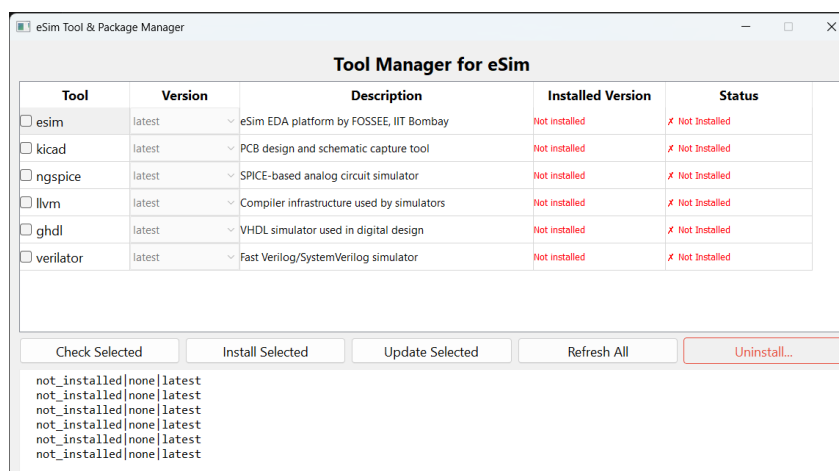 eSim Tool & Package Manager
Tool Manager for eSim
Tool Version Description Installed Version Status
esim latest eSim EDA platform by FOSSEE, IIT Bombay Not installed ✗ Not Installed
kicad latest PCB design and schematic capture tool Not installed ✗ Not Installed
ngspice latest SPICE-based analog circuit simulator Not installed ✗ Not Installed
llvm latest Compiler infrastructure used by simulators Not installed ✗ Not Installed
ghdl latest VHDL simulator used in digital design Not installed ✗ Not Installed
verilator latest Fast Verilog/SystemVerilog simulator Not installed ✗ Not Installed
Check Selected Install Selected Update Selected Refresh All Uninstall...
not_installed|none|latest
not_installed|none|latest
not_installed|none|latest
not_installed|none|latest
not_installed|none|latest
not_installed|none|latest